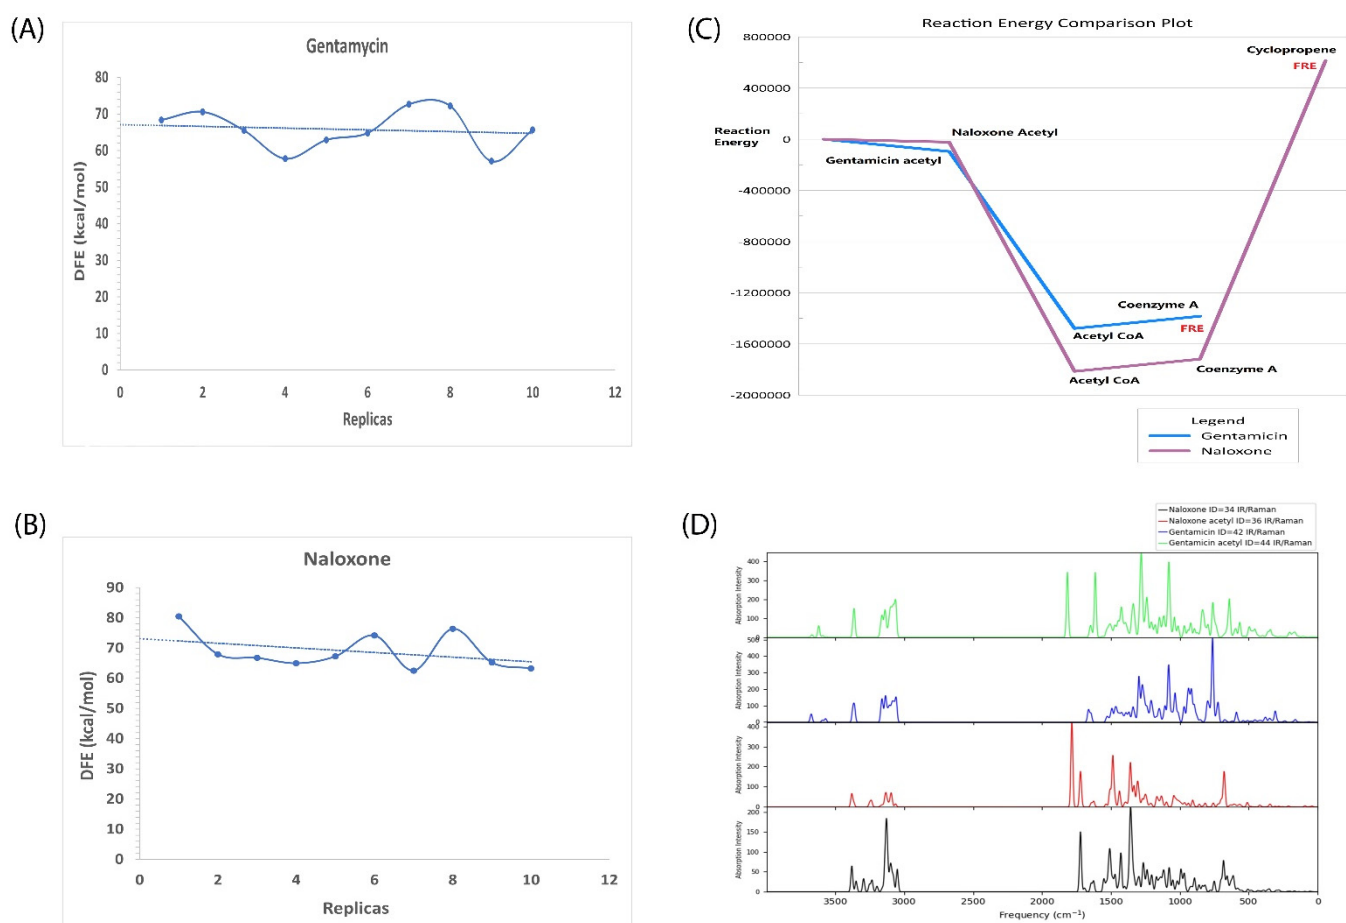 (A)
Gentamycin
DFE (kcal/mol)
80
70
60
50
40
30
20
10
0
0 2 4 6 8 10 12
Replicas
(B)
Naloxone
DFE (kcal/mol)
90
80
70
60
50
40
30
20
10
0
0 2 4 6 8 10 12
Replicas
(C)
Reaction Energy Comparison Plot
Reaction
Energy
800000
400000
0
-400000
-800000
-1200000
-1600000
-2000000
Cyclopropene
FRE
Naloxone Acetyl
Gentamicin acetyl
Coenzyme A
FRE
Acetyl CoA
Acetyl CoA
Coenzyme A
Legend
Gentamicin
Naloxone
(D)
Naloxone ID=34 IR/Raman
Naloxone acetyl ID=36 IR/Raman
Gentamicin ID=42 IR/Raman
Gentamicin acetyl ID=44 IR/Raman
Absorption Intensity
400
300
200
100
0
Absorption Intensity
500
400
300
200
100
0
Absorption Intensity
400
300
200
100
0
Absorption Intensity
200
150
100
50
0
4000 3500 3000 2500 2000 1500 1000 500 0
Frequency (cm⁻¹)